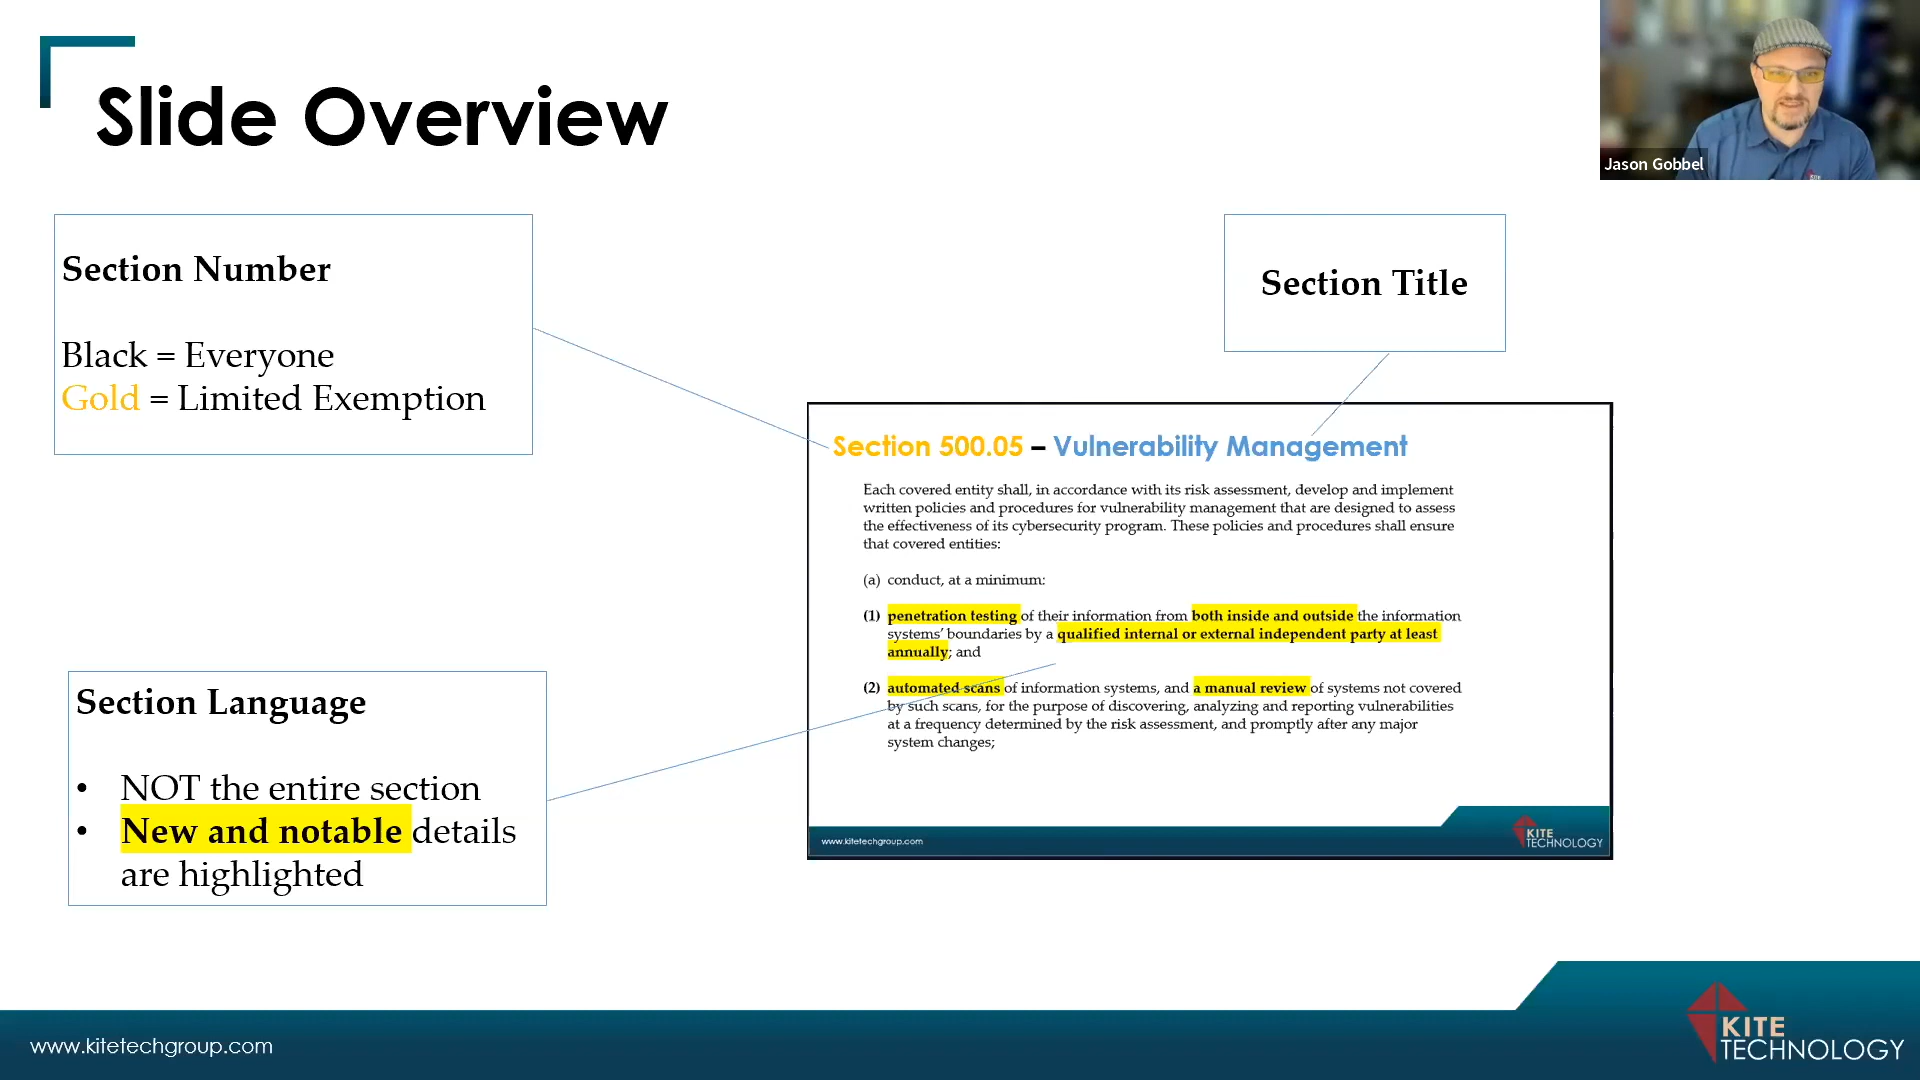 Slide Overview
Jason Gobbel
Section Number
Black = Everyone
Gold = Limited Exemption
Section Title
Section 500.05 – Vulnerability Management
Each covered entity shall, in accordance with its risk assessment, develop and implement
written policies and procedures for vulnerability management that are designed to assess
the effectiveness of its cybersecurity program. These policies and procedures shall ensure
that covered entities:
(a) conduct, at a minimum:
(1) penetration testing of their information from both inside and outside the information
systems' boundaries by a qualified internal or external independent party at least
annually; and
(2) automated scans of information systems, and a manual review of systems not covered
by such scans, for the purpose of discovering, analyzing and reporting vulnerabilities
at a frequency determined by the risk assessment, and promptly after any major
system changes;
www.kitetechgroup.com
KITE
TECHNOLOGY
Section Language
• NOT the entire section
• New and notable details
are highlighted
www.kitetechgroup.com
KITE
TECHNOLOGY